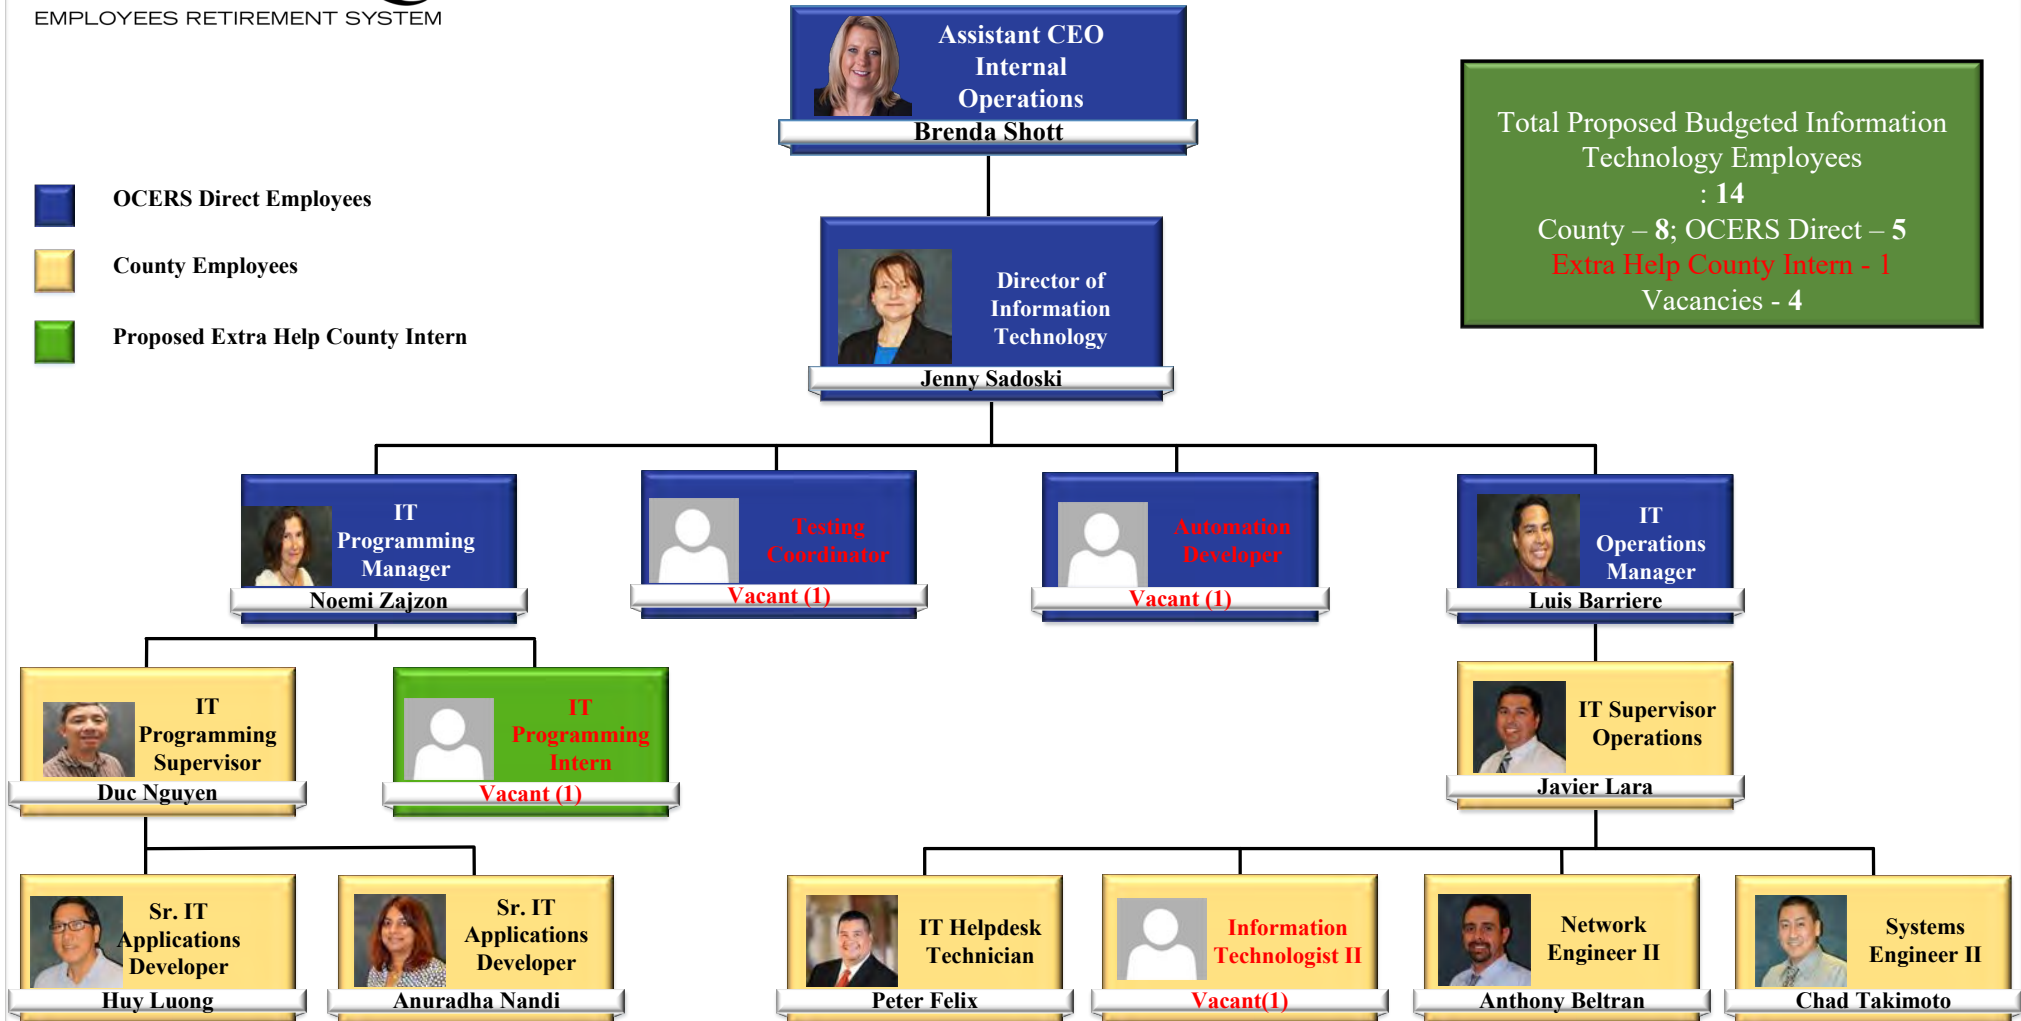 EMPLOYEES RETIREMENT SYSTEM
Assistant CEO
Internal
Operations
Brenda Shott
Total Proposed Budgeted Information
Technology Employees
: 14
County – 8; OCERS Direct – 5
Extra Help County Intern - 1
Vacancies - 4
OCERS Direct Employees
County Employees
Proposed Extra Help County Intern
Director of
Information
Technology
Jenny Sadoski
IT
Programming
Manager
Noemi Zajzon
Testing
Coordinator
Vacant (1)
Automation
Developer
Vacant (1)
IT
Operations
Manager
Luis Barriere
IT
Programming
Supervisor
Duc Nguyen
IT
Programming
Intern
Vacant (1)
IT Supervisor
Operations
Javier Lara
Sr. IT
Applications
Developer
Huy Luong
Sr. IT
Applications
Developer
Anuradha Nandi
IT Helpdesk
Technician
Peter Felix
Information
Technologist II
Vacant(1)
Network
Engineer II
Anthony Beltran
Systems
Engineer II
Chad Takimoto